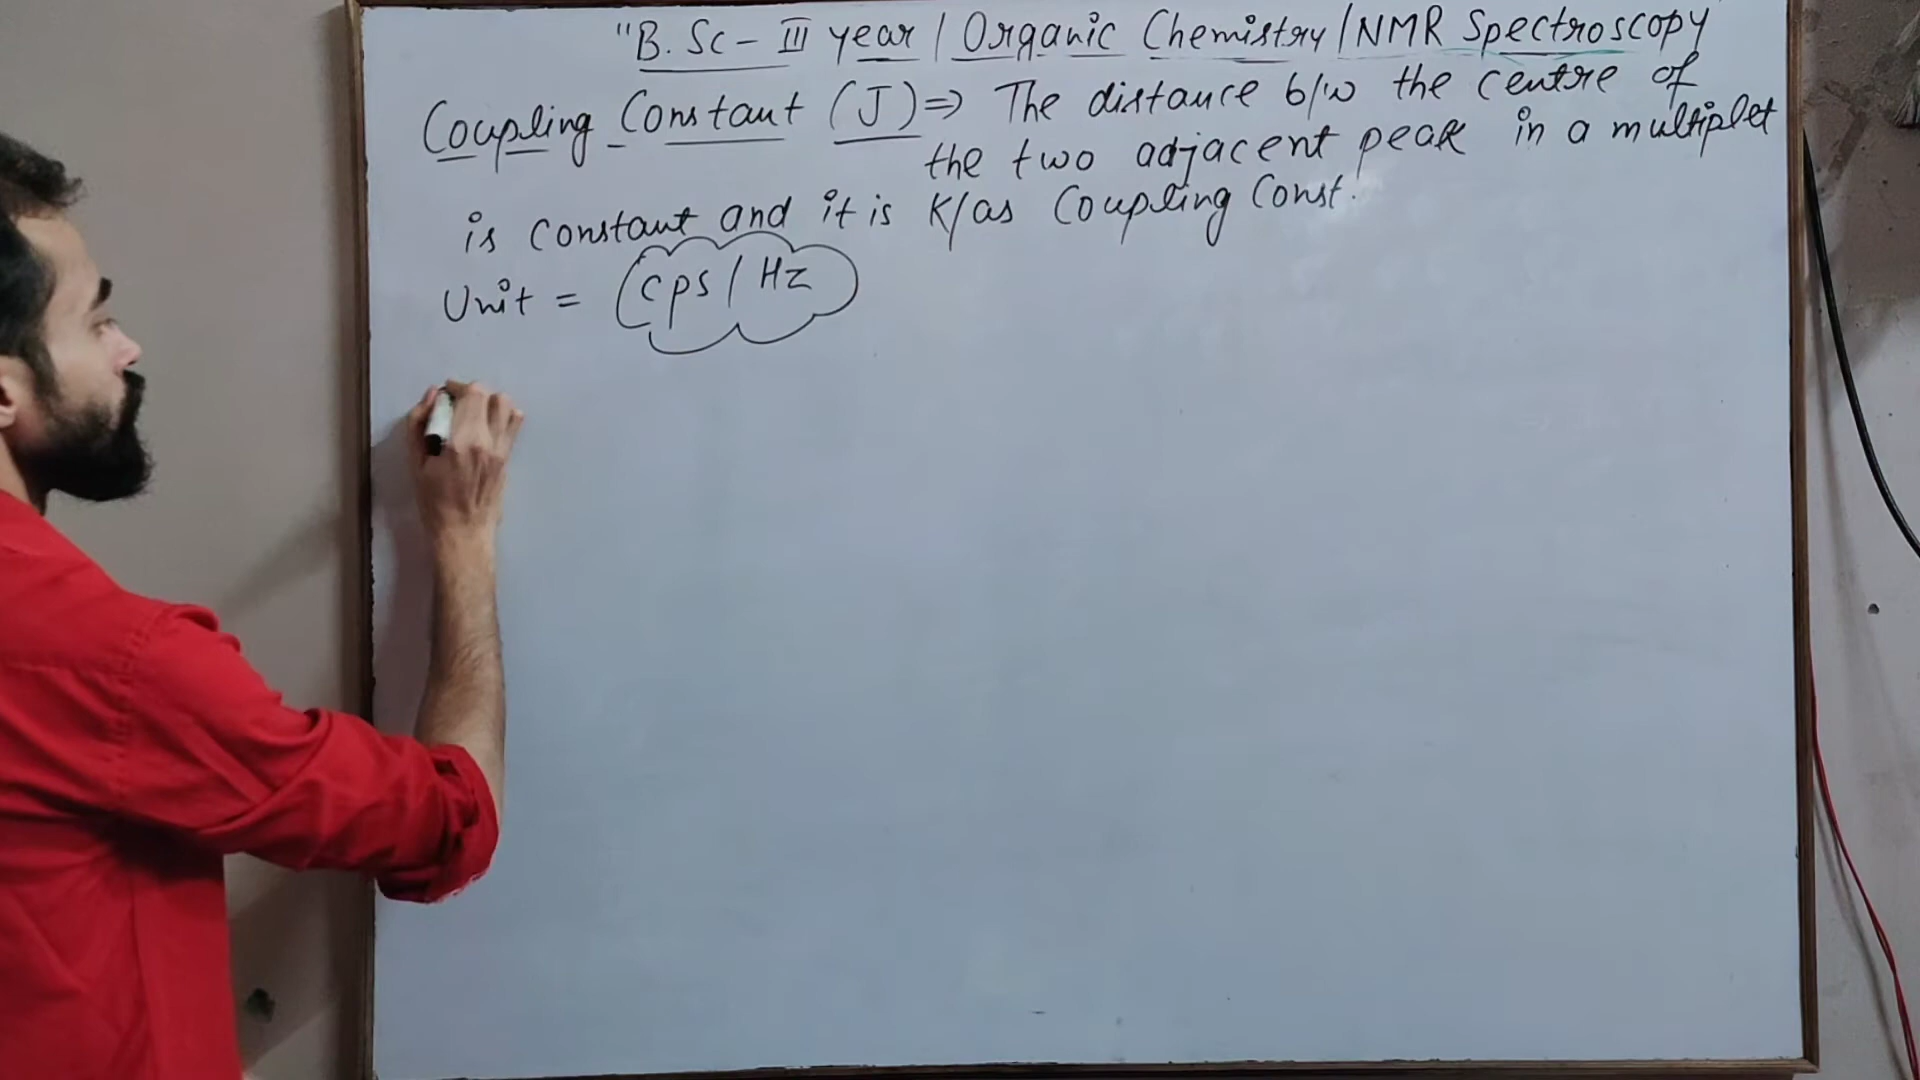 "B. Sc - III year / Organic Chemistry / NMR Spectroscopy
Coupling Constant (J) ⇒ The distance b/w the centre of
the two adjacent peak in a multiplet
is constant and it is K/as Coupling Const.
Unit = (cps / Hz)